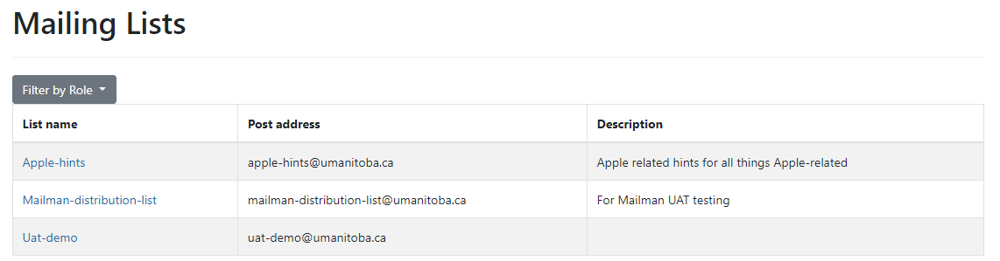 Mailing Lists
Filter by Role
List name Post address Description
Apple-hints apple-hints@umanitoba.ca Apple related hints for all things Apple-related
Mailman-distribution-list mailman-distribution-list@umanitoba.ca For Mailman UAT testing
Uat-demo uat-demo@umanitoba.ca